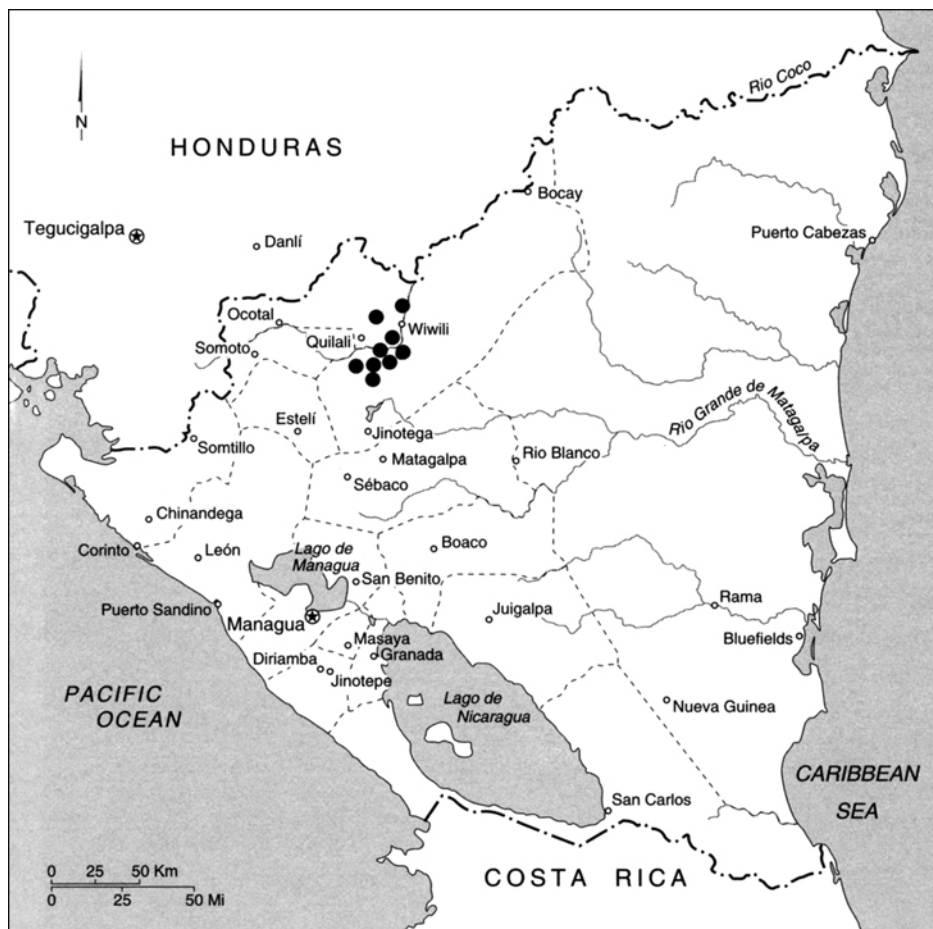 Rio Coco
N
HONDURAS
Bocay
Tegucigalpa
Puerto Cabezas
Danlí
Ocotal
Wiwili
Quilali
Somoto
Rio Grande de Matagalpa
Estelí
Jinotega
Somtillo
Rio Blanco
Matagalpa
Sébaco
Chinandega
Boaco
Lago de
Managua
Corinto
León
San Benito
Rama
Puerto Sandino
Juigalpa
Managua
Bluefields
Masaya
Granada
Diriamba
Jinotepe
PACIFIC
OCEAN
Lago de
Nicaragua
Nueva Guinea
CARIBBEAN
SEA
San Carlos
0 25 50 Km
0 25 50 Mi
COSTA RICA